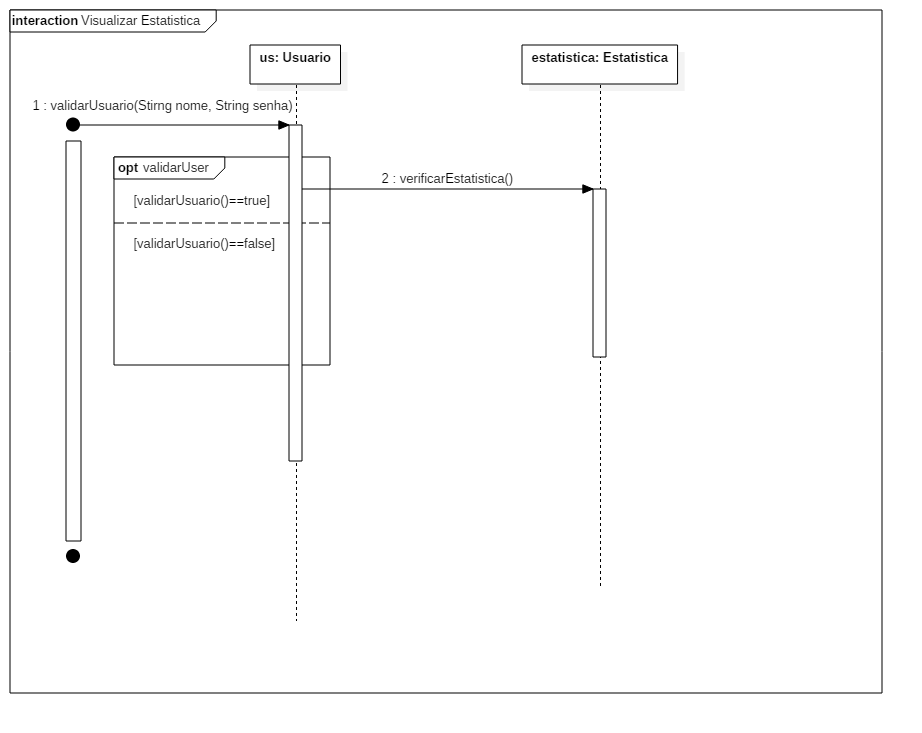 interaction Visualizar Estatistica
us: Usuario
estatistica: Estatistica
1 : validarUsuario(Stirng nome, String senha)
opt validarUser
2 : verificarEstatistica()
[validarUsuario()==true]
[validarUsuario()==false]